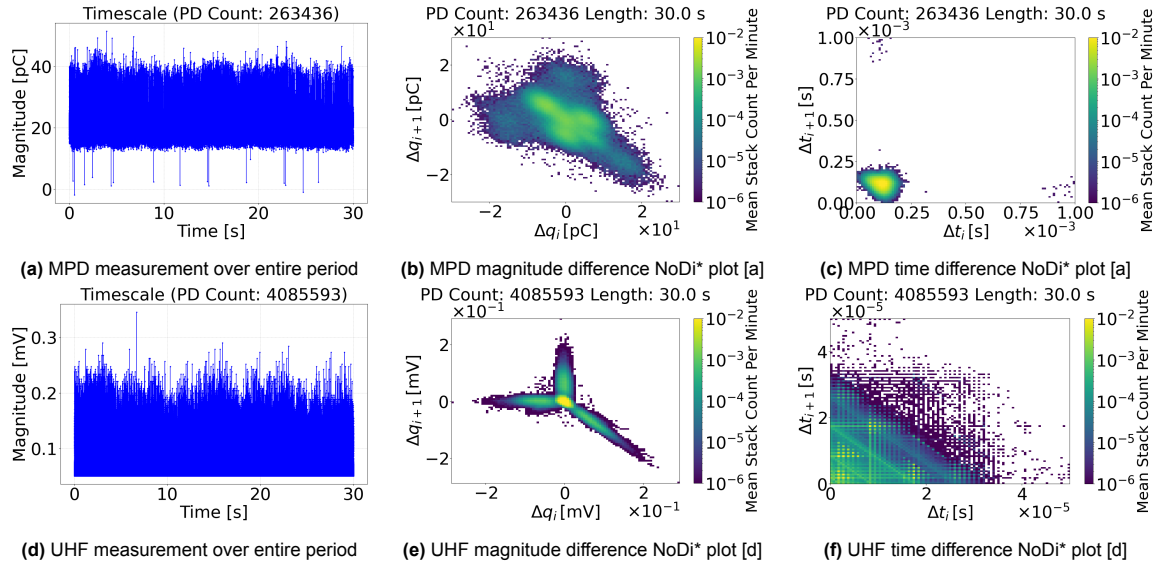 Timescale (PD Count: 263436)
Magnitude [pC]
40
20
0
0
10
20
30
Time [s]
(a) MPD measurement over entire period
PD Count: 263436 Length: 30.0 s
×10¹
Δqᵢ₊₁ [pC]
2
0
−2
−2
0
2
Δqᵢ [pC]
×10¹
10⁻²
10⁻³
10⁻⁴
10⁻⁵
10⁻⁶
Mean Stack Count Per Minute
(b) MPD magnitude difference NoDi* plot [a]
PD Count: 263436 Length: 30.0 s
×10⁻³
Δtᵢ₊₁ [s]
1.00
0.75
0.50
0.25
0.00
0.00
0.25
0.75
1.00
Δtᵢ [s]
×10⁻³
10⁻²
10⁻³
10⁻⁴
10⁻⁵
10⁻⁶
Mean Stack Count Per Minute
(c) MPD time difference NoDi* plot [a]
Timescale (PD Count: 4085593)
Magnitude [mV]
0.3
0.2
0.1
0
10
20
30
Time [s]
(d) UHF measurement over entire period
PD Count: 4085593 Length: 30.0 s
×10⁻¹
Δqᵢ₊₁ [mV]
2
0
−2
−2
0
2
Δqᵢ [mV]
×10⁻¹
10⁻²
10⁻³
10⁻⁴
10⁻⁵
10⁻⁶
Mean Stack Count Per Minute
(e) UHF magnitude difference NoDi* plot [d]
PD Count: 4085593 Length: 30.0 s
×10⁻⁵
Δtᵢ₊₁ [s]
4
2
0
0
2
4
Δtᵢ [s]
×10⁻⁵
10⁻²
10⁻³
10⁻⁴
10⁻⁵
10⁻⁶
Mean Stack Count Per Minute
(f) UHF time difference NoDi* plot [d]